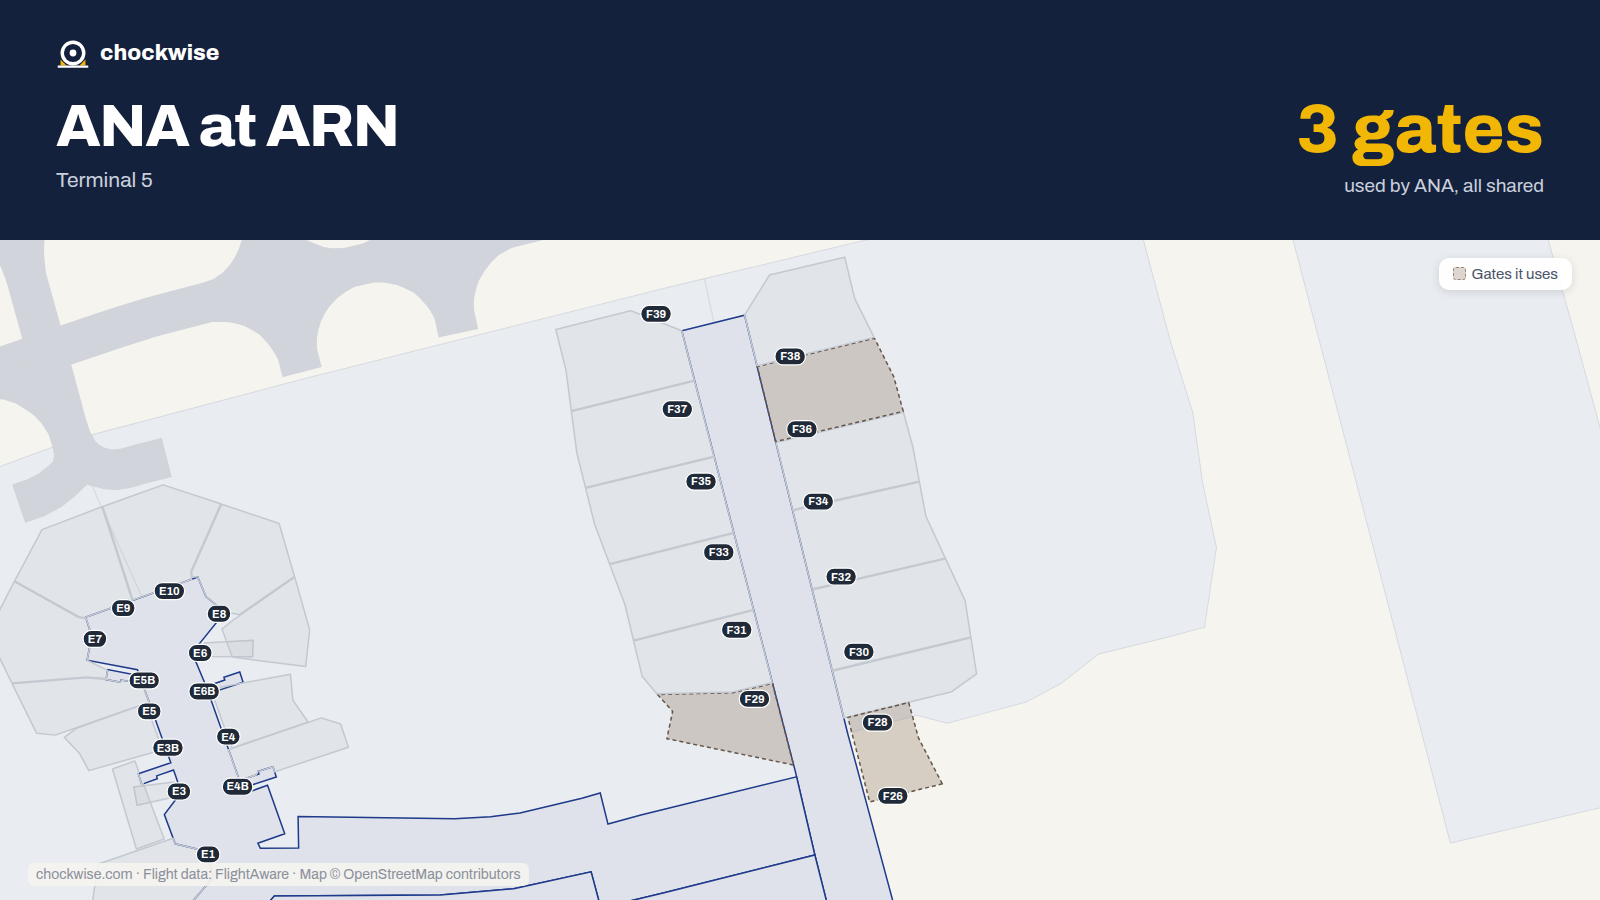 chockwise
ANA at ARN
Terminal 5
3 gates
used by ANA, all shared
Gates it uses
F39
F38
F37
F36
F35
F34
F33
F32
F31
F30
F29
F28
F26
E10
E9
E8
E7
E6
E5B
E6B
E5
E4
E3B
E4B
E3
E1
chockwise.com · Flight data: FlightAware · Map © OpenStreetMap contributors